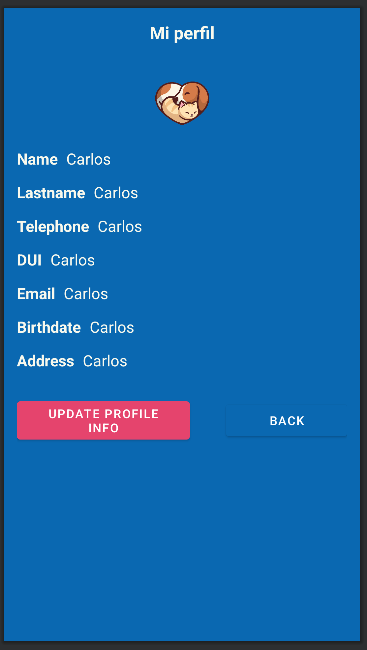 Mi perfil
Name Carlos
Lastname Carlos
Telephone Carlos
DUI Carlos
Email Carlos
Birthdate Carlos
Address Carlos
UPDATE PROFILE
INFO
BACK